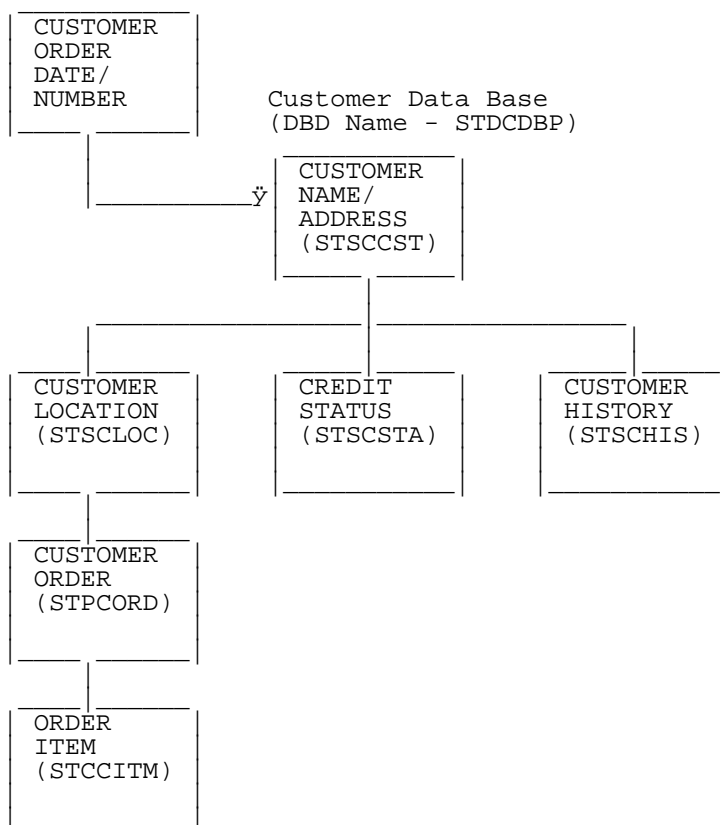 CUSTOMER
ORDER
DATE/
NUMBER
Customer Data Base
(DBD Name - STDCDBP)
CUSTOMER
NAME/
ADDRESS
(STSCCST)
ÿ
CUSTOMER
LOCATION
(STSCLOC)
CREDIT
STATUS
(STSCSTA)
CUSTOMER
HISTORY
(STSCHIS)
CUSTOMER
ORDER
(STPCORD)
ORDER
ITEM
(STCCITM)